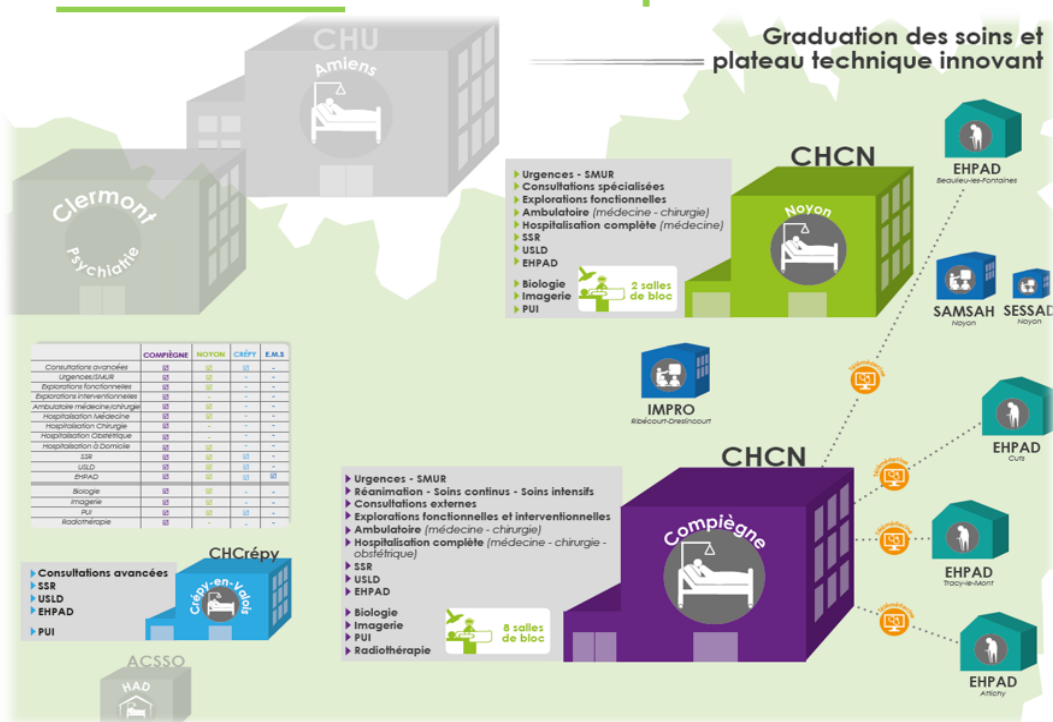 Graduation des soins et
plateau technique innovant
CHU
Amiens
Clermont
Psychiatrie
CHCN
Noyon
Urgences - SMUR
Consultations spécialisées
Explorations fonctionnelles
Ambulatoire (médecine - chirurgie)
Hospitalisation complète (médecine)
SSR
USLD
EHPAD
Biologie
Imagerie
PUI
2 salles
de bloc
EHPAD
Beaulieu-les-Fontaines
SAMSAH
Noyon
SESSAD
Noyon
IMPRO
Ribécourt-Dreslincourt
Télémédecine
EHPAD
Cuts
Télémédecine
EHPAD
Tracy-le-Mont
Télémédecine
EHPAD
Attichy
Télémédecine
COMPIÈGNE NOYON CRÉPY E.M.S
Consultations avancées ☑ ☑ ☑ -
Urgences/SMUR ☑ ☑ - -
Explorations fonctionnelles ☑ ☑ - -
Explorations interventionnelles ☑ - - -
Ambulatoire médecine/chirurgie ☑ ☑ - -
Hospitalisation Médecine ☑ ☑ - -
Hospitalisation Chirurgie ☑ - - -
Hospitalisation Obstétrique ☑ - - -
Hospitalisation à Domicile ☑ ☑ - -
SSR ☑ ☑ ☑ -
USLD ☑ ☑ ☑ -
EHPAD ☑ ☑ ☑ ☑
Biologie ☑ ☑ - -
Imagerie ☑ ☑ - -
PUI ☑ ☑ ☑ -
Radiothérapie ☑ - - -
CHCN
Compiègne
Urgences - SMUR
Réanimation - Soins continus - Soins intensifs
Consultations externes
Explorations fonctionnelles et interventionnelles
Ambulatoire (médecine - chirurgie)
Hospitalisation complète (médecine - chirurgie -
obstétrique)
SSR
USLD
EHPAD
Biologie
Imagerie
PUI
Radiothérapie
8 salles
de bloc
CHCrépy
Crépy-en-Valois
Consultations avancées
SSR
USLD
EHPAD
PUI
ACSSO
HAD